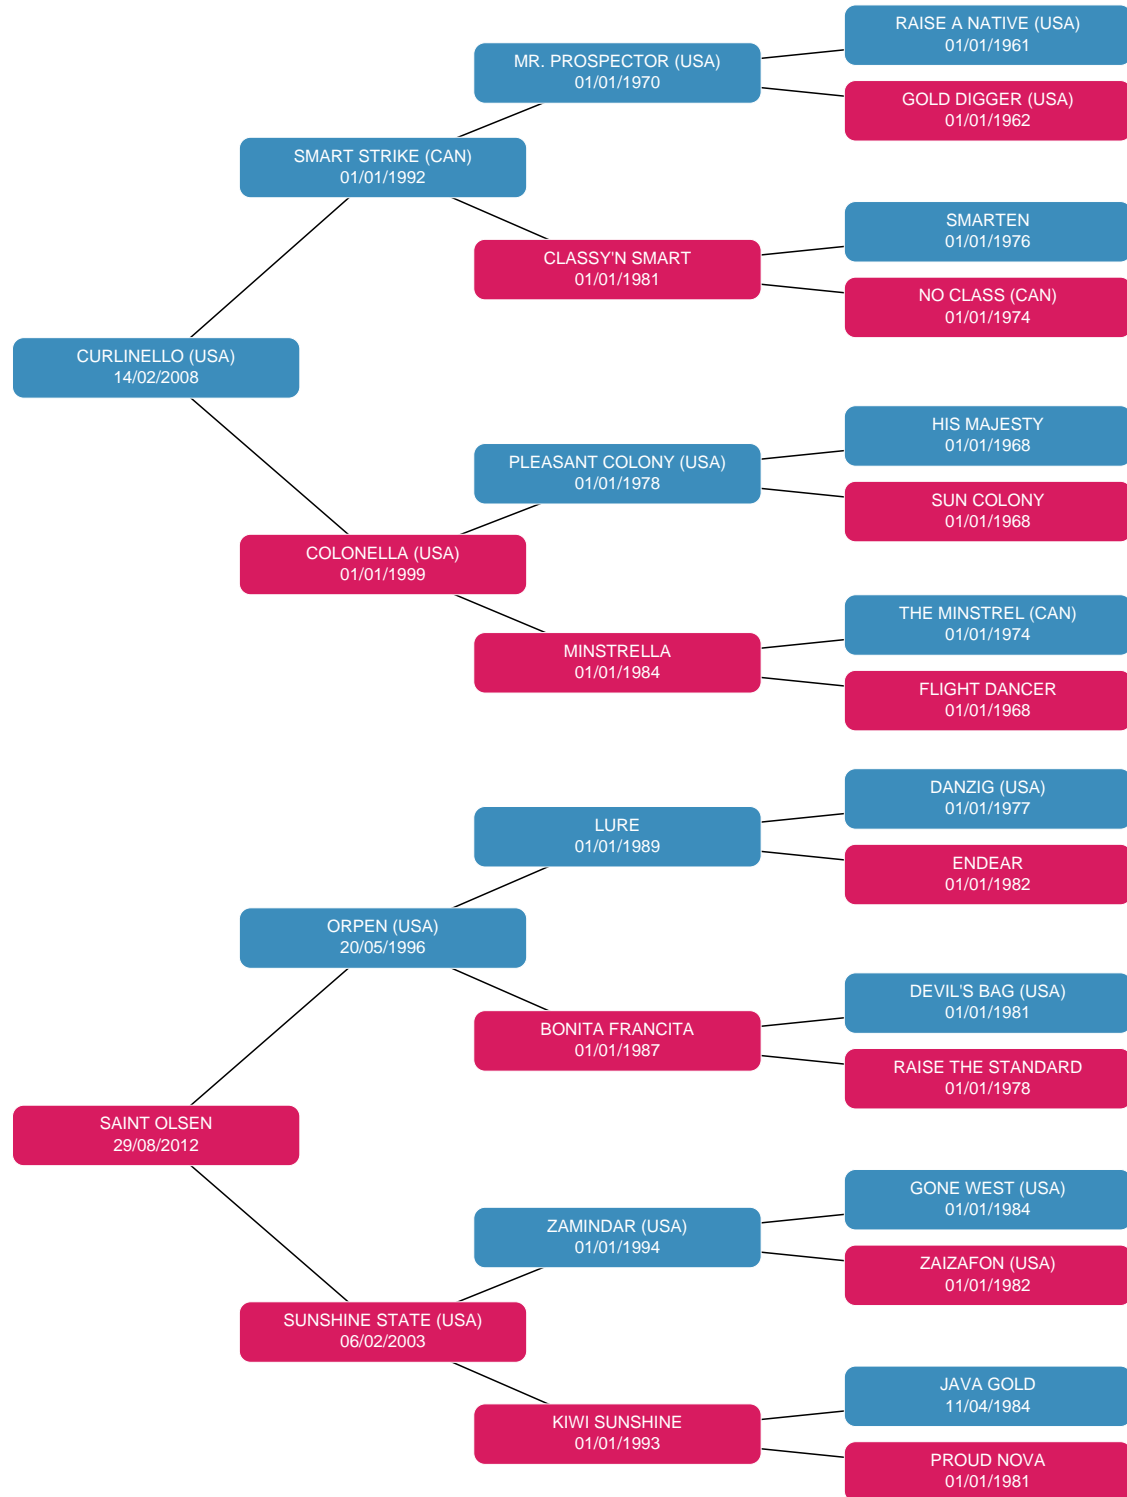 RAISE A NATIVE (USA)
01/01/1961
MR. PROSPECTOR (USA)
01/01/1970
GOLD DIGGER (USA)
01/01/1962
SMART STRIKE (CAN)
01/01/1992
SMARTEN
01/01/1976
CLASSY'N SMART
01/01/1981
NO CLASS (CAN)
01/01/1974
CURLINELLO (USA)
14/02/2008
HIS MAJESTY
01/01/1968
PLEASANT COLONY (USA)
01/01/1978
SUN COLONY
01/01/1968
COLONELLA (USA)
01/01/1999
THE MINSTREL (CAN)
01/01/1974
MINSTRELLA
01/01/1984
FLIGHT DANCER
01/01/1968
DANZIG (USA)
01/01/1977
LURE
01/01/1989
ENDEAR
01/01/1982
ORPEN (USA)
20/05/1996
DEVIL'S BAG (USA)
01/01/1981
BONITA FRANCITA
01/01/1987
RAISE THE STANDARD
01/01/1978
SAINT OLSEN
29/08/2012
GONE WEST (USA)
01/01/1984
ZAMINDAR (USA)
01/01/1994
ZAIZAFON (USA)
01/01/1982
SUNSHINE STATE (USA)
06/02/2003
JAVA GOLD
11/04/1984
KIWI SUNSHINE
01/01/1993
PROUD NOVA
01/01/1981